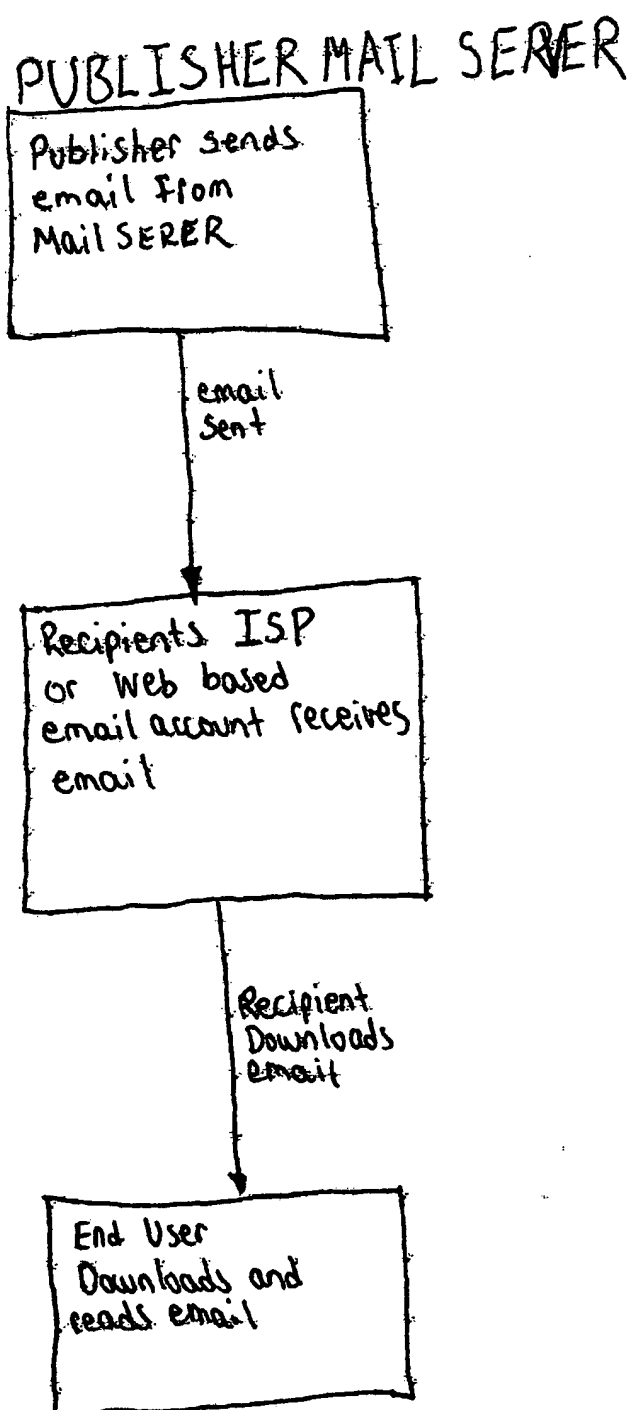 PUBLISHER MAIL SERVER
Publisher sends
email from
Mail SERER
email
sent
Recipients ISP
or Web based
email account receives
email
Recipient
Downloads
email
End User
Downloads and
reads email